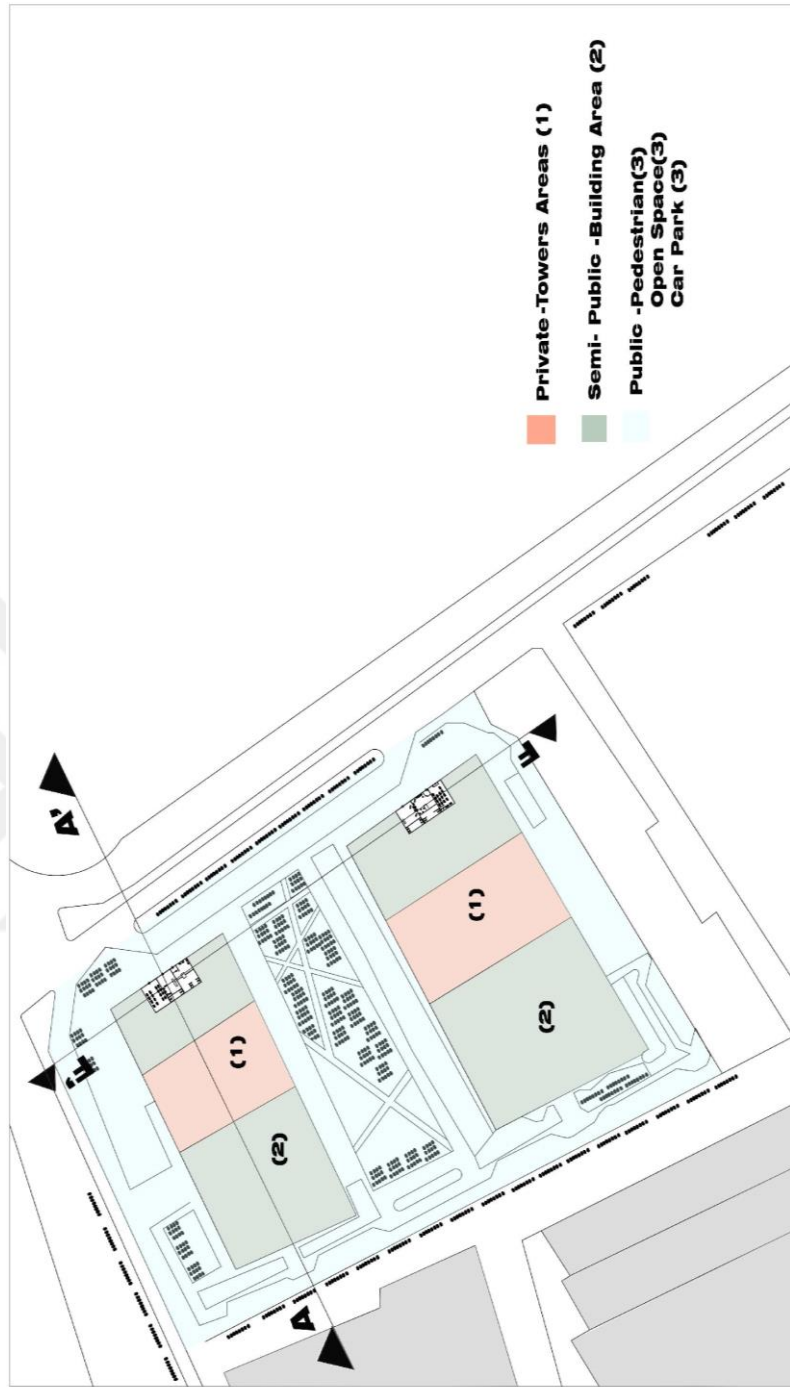 A'
F'
(1)
(2)
A
(1)
(2)
F
Private -Towers Areas (1)
Semi- Public -Building Area (2)
Public -Pedestrian(3)
Open Space(3)
Car Park (3)